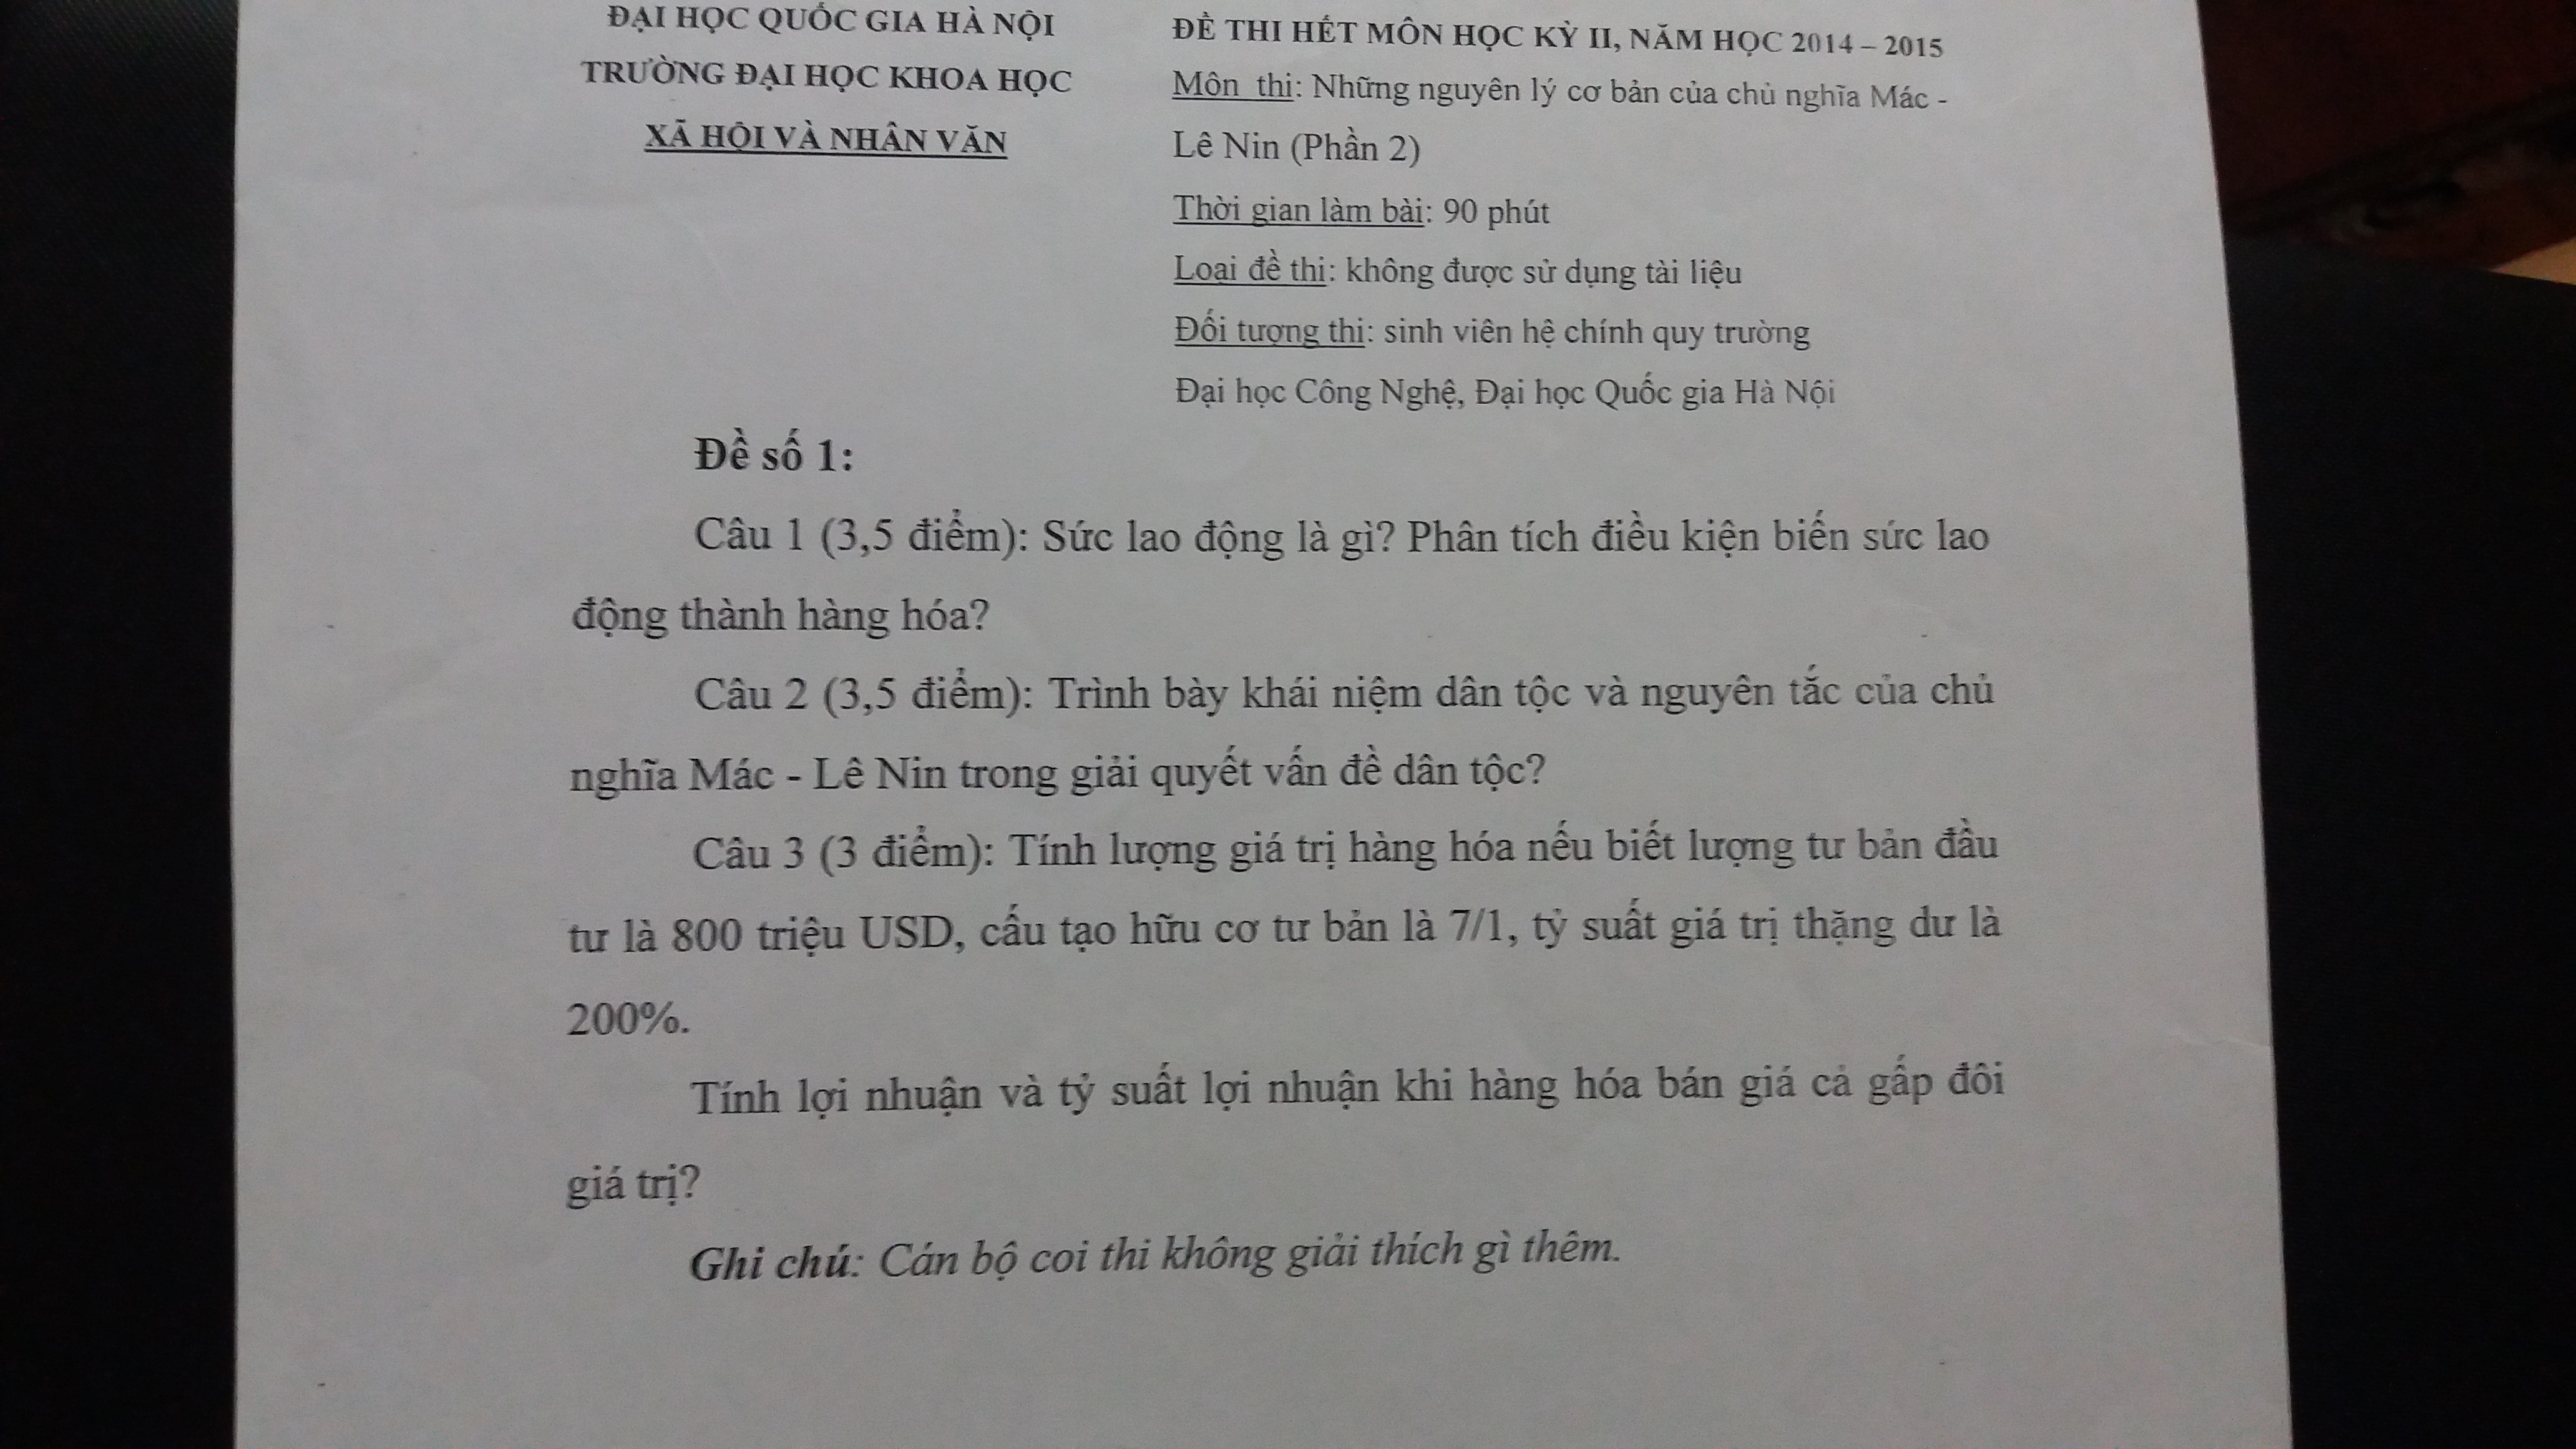 ĐẠI HỌC QUỐC GIA HÀ NỘI
TRƯỜNG ĐẠI HỌC KHOA HỌC
XÃ HỘI VÀ NHÂN VĂN
ĐỀ THI HẾT MÔN HỌC KỲ II, NĂM HỌC 2014 – 2015
Môn thi: Những nguyên lý cơ bản của chủ nghĩa Mác -
Lê Nin (Phần 2)
Thời gian làm bài: 90 phút
Loại đề thi: không được sử dụng tài liệu
Đối tượng thi: sinh viên hệ chính quy trường
Đại học Công Nghệ, Đại học Quốc gia Hà Nội
Đề số 1:
Câu 1 (3,5 điểm): Sức lao động là gì? Phân tích điều kiện biến sức lao
động thành hàng hóa?
Câu 2 (3,5 điểm): Trình bày khái niệm dân tộc và nguyên tắc của chủ
nghĩa Mác - Lê Nin trong giải quyết vấn đề dân tộc?
Câu 3 (3 điểm): Tính lượng giá trị hàng hóa nếu biết lượng tư bản đầu
tư là 800 triệu USD, cấu tạo hữu cơ tư bản là 7/1, tỷ suất giá trị thặng dư là
200%.
Tính lợi nhuận và tỷ suất lợi nhuận khi hàng hóa bán giá cả gấp đôi
giá trị?
Ghi chú: Cán bộ coi thi không giải thích gì thêm.